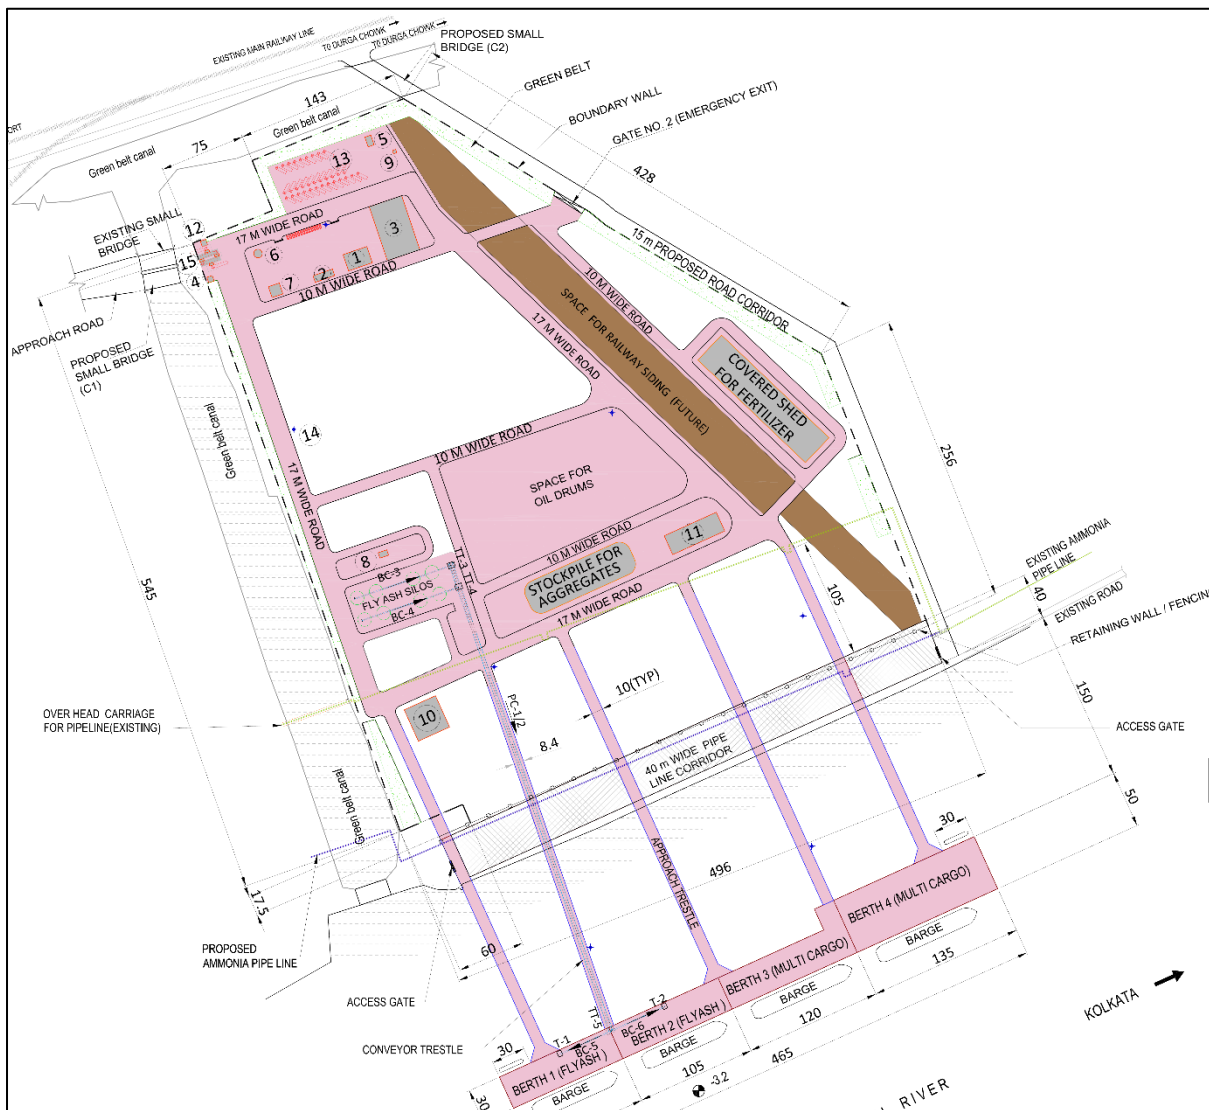 EXISTING MAIN RAILWAY LINE
TO DURGA CHOWK
TO DURGA CHOWK
PROPOSED SMALL
BRIDGE (C2)
GREEN BELT
BOUNDARY WALL
GATE NO. 2 (EMERGENCY EXIT)
ORT
143
Green belt canal
Green belt canal
75
428
5
13
9
EXISTING SMALL
BRIDGE
12
15
4
17 M WIDE ROAD
3
6
1
2
7
10 M WIDE ROAD
15 m PROPOSED ROAD CORRIDOR
10 M WIDE ROAD
SPACE FOR RAILWAY SIDING (FUTURE)
17 M WIDE ROAD
APPROACH ROAD
PROPOSED
SMALL BRIDGE
(C1)
COVERED SHED
FOR FERTILIZER
Green belt canal
14
10 M WIDE ROAD
17 M WIDE ROAD
256
SPACE FOR
OIL DRUMS
545
11
10 M WIDE ROAD
8
TT-3
TT-4
BC-3
FLY ASH SILOS
BC-4
STOCKPILE FOR
AGGREGATES
17 M WIDE ROAD
105
EXISTING AMMONIA
PIPE LINE
40
EXISTING ROAD
RETAINING WALL / FENCING
10(TYP)
150
OVER HEAD CARRIAGE
FOR PIPELINE(EXISTING)
10
PC-1/2
8.4
ACCESS GATE
40 m WIDE PIPE
LINE CORRIDOR
50
Green belt canal
30
APPROACH TRESTLE
496
17.5
BERTH 4 (MULTI CARGO)
BARGE
PROPOSED
AMMONIA PIPE LINE
60
135
BERTH 3 (MULTI CARGO)
BARGE
ACCESS GATE
KOLKATA
T-2
TT-5
BC-6
BERTH 2 (FLYASH )
BARGE
120
CONVEYOR TRESTLE
T-1
BC-5
30
465
105
BERTH 1 (FLYASH )
BARGE
-3.2
30
RIVER